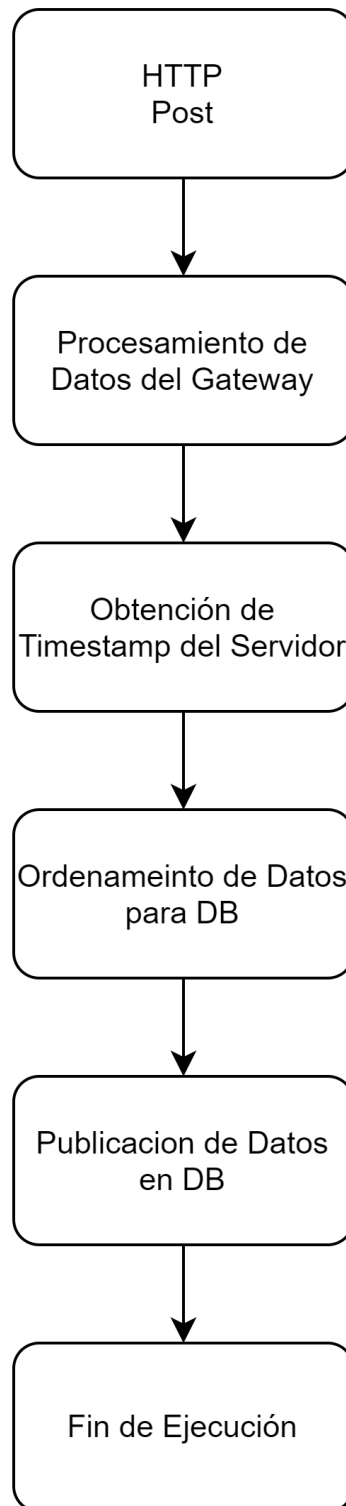 HTTP
Post
Procesamiento de
Datos del Gateway
Obtención de
Timestamp del Servidor
Ordenameinto de Datos
para DB
Publicacion de Datos
en DB
Fin de Ejecución